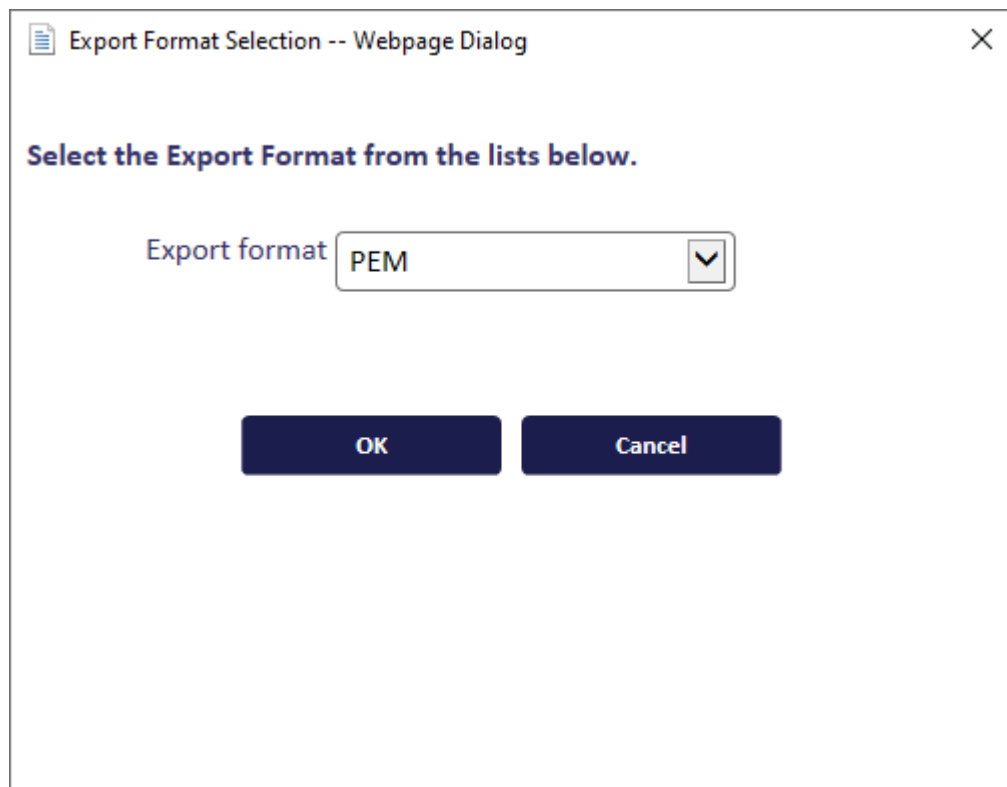 Export Format Selection -- Webpage Dialog
Select the Export Format from the lists below.
Export format PEM
OK Cancel